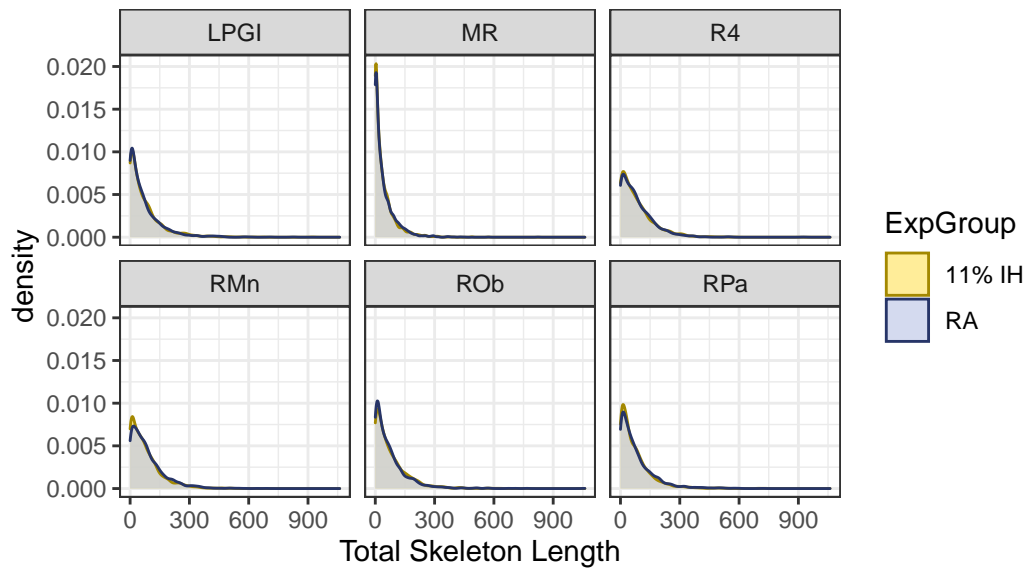 LPGI MR R4
0.020
0.015
0.010
0.005
0.000
RMn ROb RPa
0.020
0.015
0.010
0.005
0.000
0 300 600 900 0 300 600 900 0 300 600 900
Total Skeleton Length
density
ExpGroup
11% IH
RA